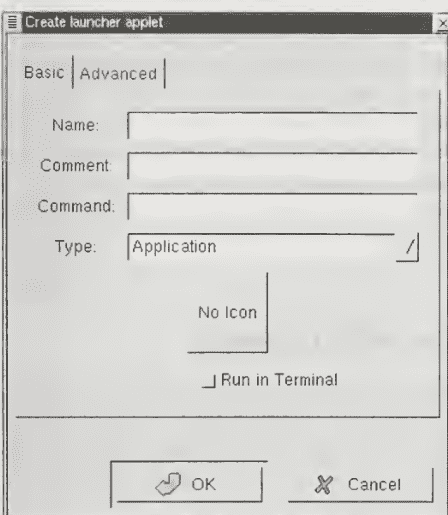 Create launcher applet
Basic Advanced
Name:
Comment:
Command:
Type: Application
No Icon
Run in Terminal
OK Cancel